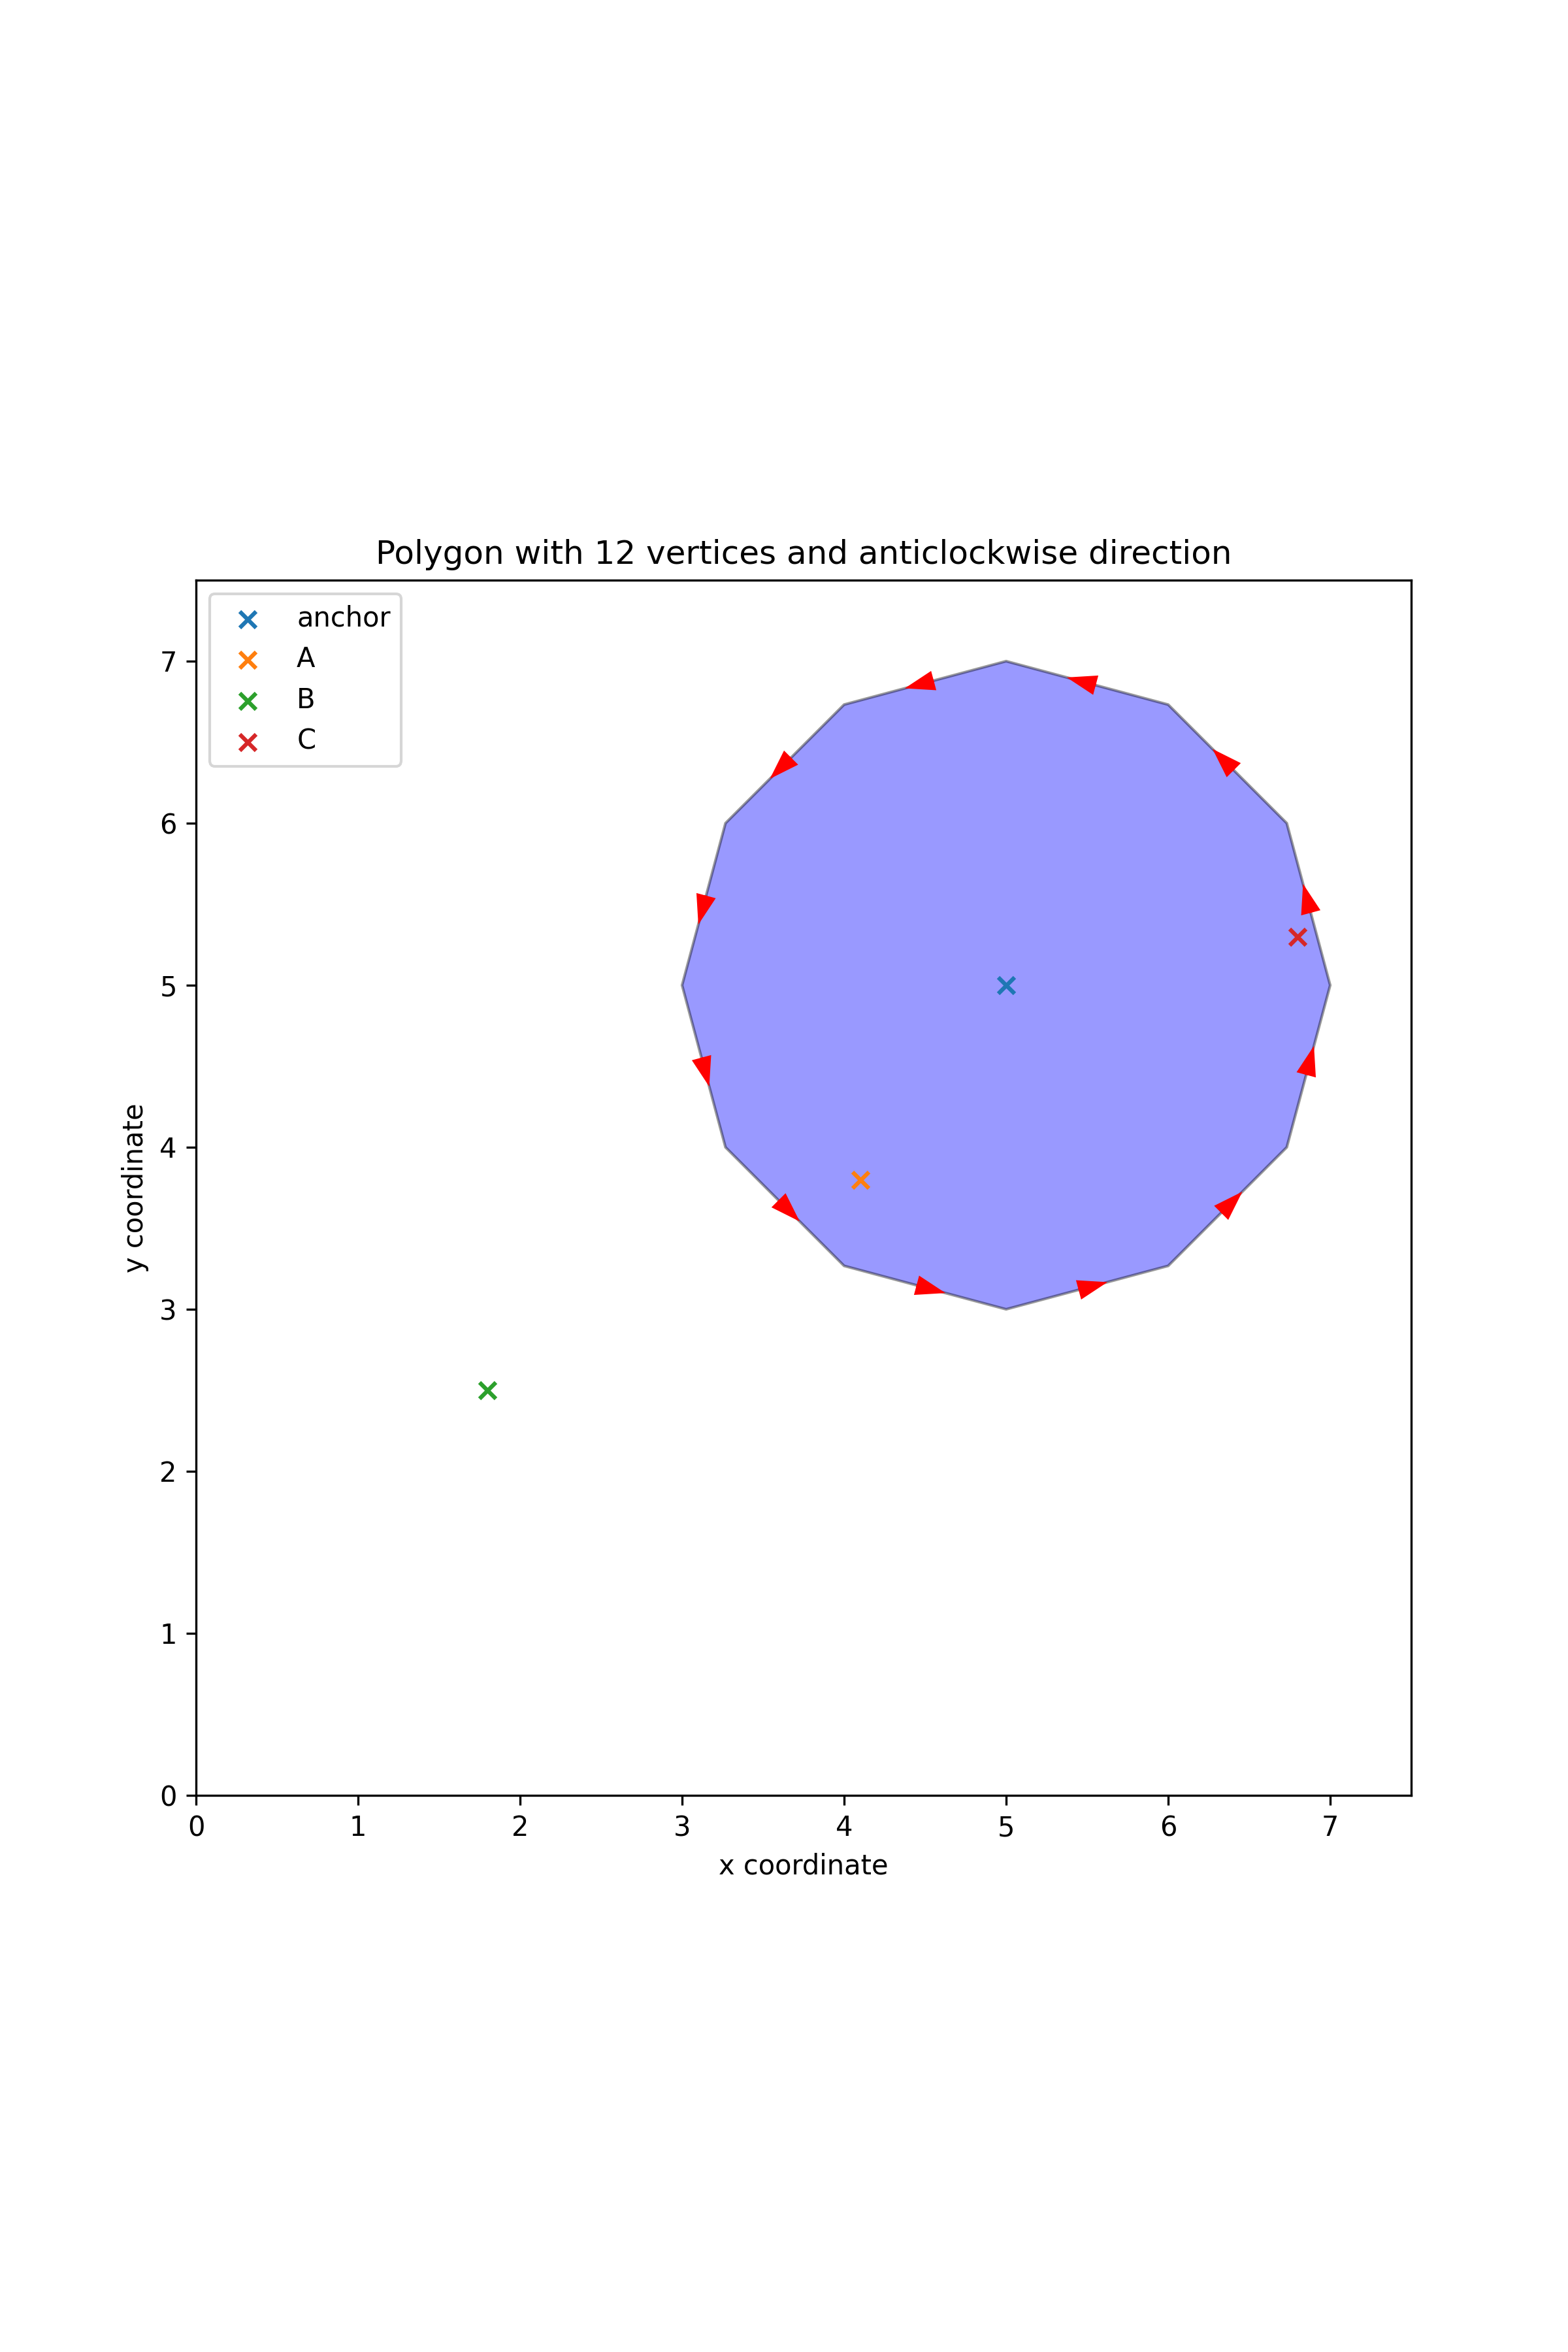 Polygon with 12 vertices and anticlockwise direction
anchor
A
B
C
7
6
5
4
3
2
1
0
y coordinate
0 1 2 3 4 5 6 7
x coordinate